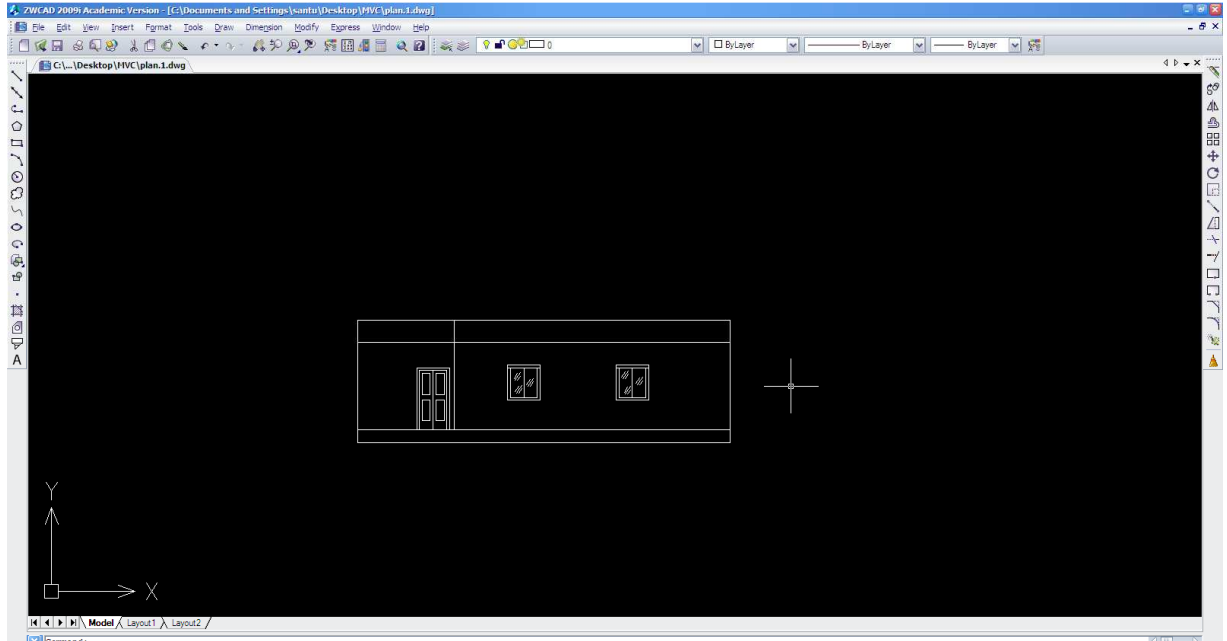 ZWCAD 2009i Academic Version - [C:\Documents and Settings\santu\Desktop\MVC\plan.1.dwg]
File Edit View Insert Format Tools Draw Dimension Modify Express Window Help
0 ByLayer ByLayer ByLayer
C:\...\Desktop\MVC\plan.1.dwg
A
Y
X
Model Layout1 Layout2